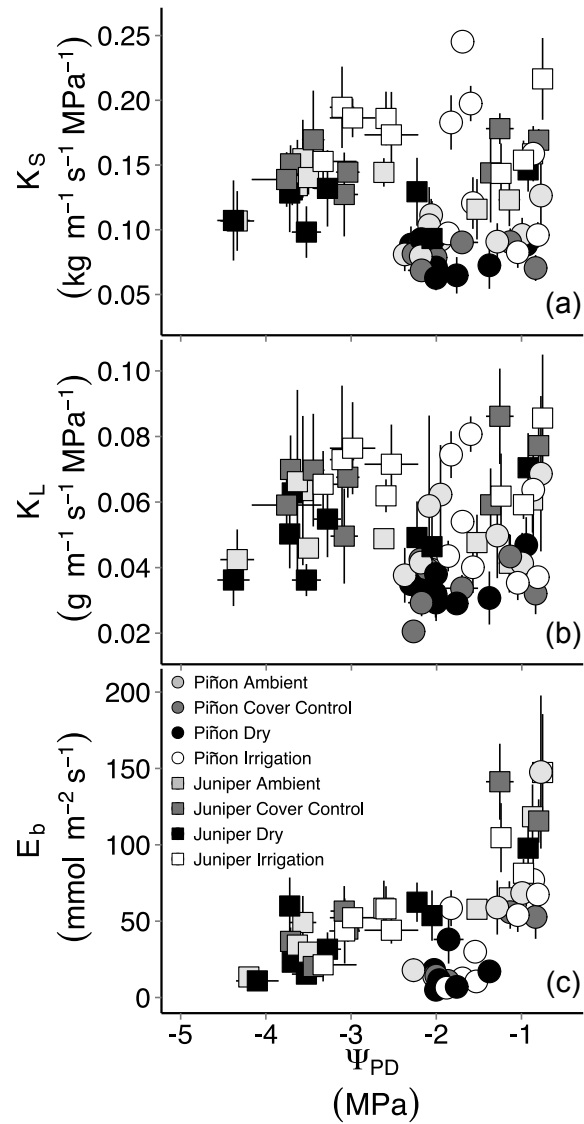 0.25
0.20
0.15
0.10
0.05
K_S
(kg m⁻¹ s⁻¹ MPa⁻¹)
(a)
0.10
0.08
0.06
0.04
0.02
K_L
(g m⁻¹ s⁻¹ MPa⁻¹)
(b)
200
150
100
50
0
E_b
(mmol m⁻² s⁻¹)
Piñon Ambient
Piñon Cover Control
Piñon Dry
Piñon Irrigation
Juniper Ambient
Juniper Cover Control
Juniper Dry
Juniper Irrigation
(c)
-5 -4 -3 -2 -1
Ψ_PD
(MPa)